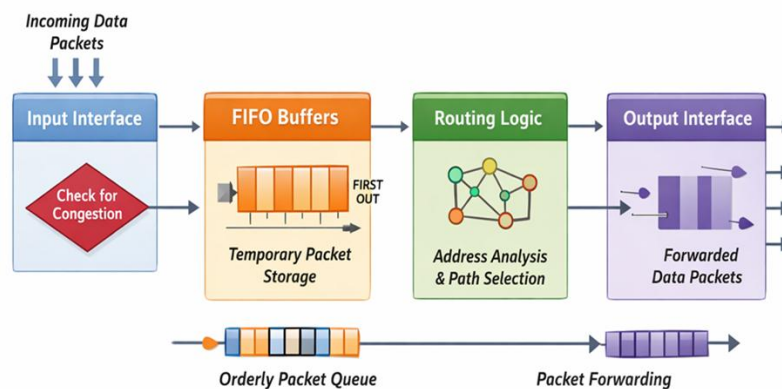 Incoming Data
Packets
Input Interface
FIFO Buffers
Routing Logic
Output Interface
Check for
Congestion
FIRST
OUT
Temporary Packet
Storage
Address Analysis
& Path Selection
Forwarded
Data Packets
Orderly Packet Queue
Packet Forwarding